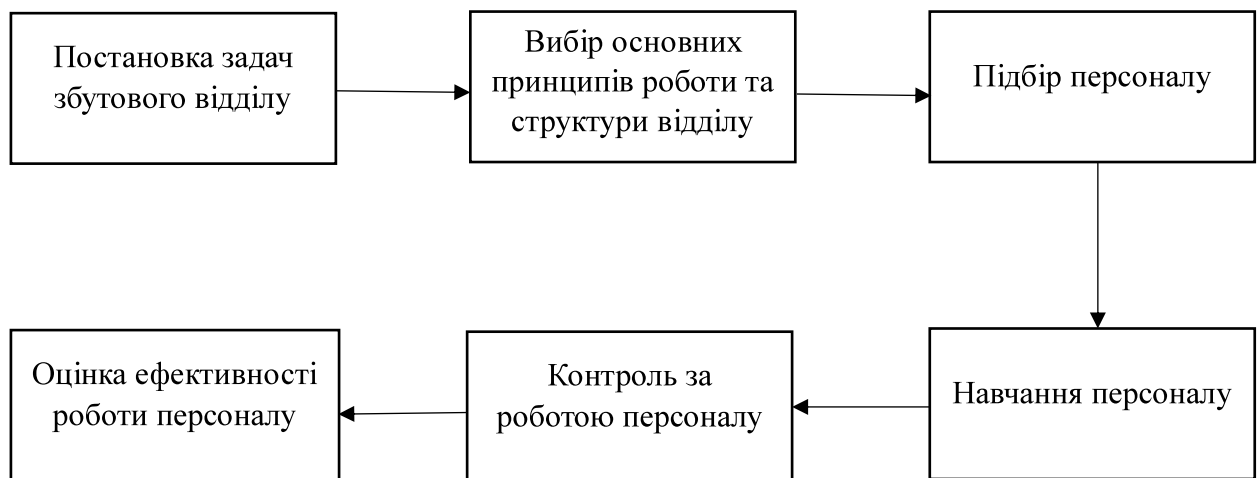 Постановка задач
збутового відділу
Вибір основних
принципів роботи та
структури відділу
Підбір персоналу
Навчання персоналу
Контроль за
роботою персоналу
Оцінка ефективності
роботи персоналу